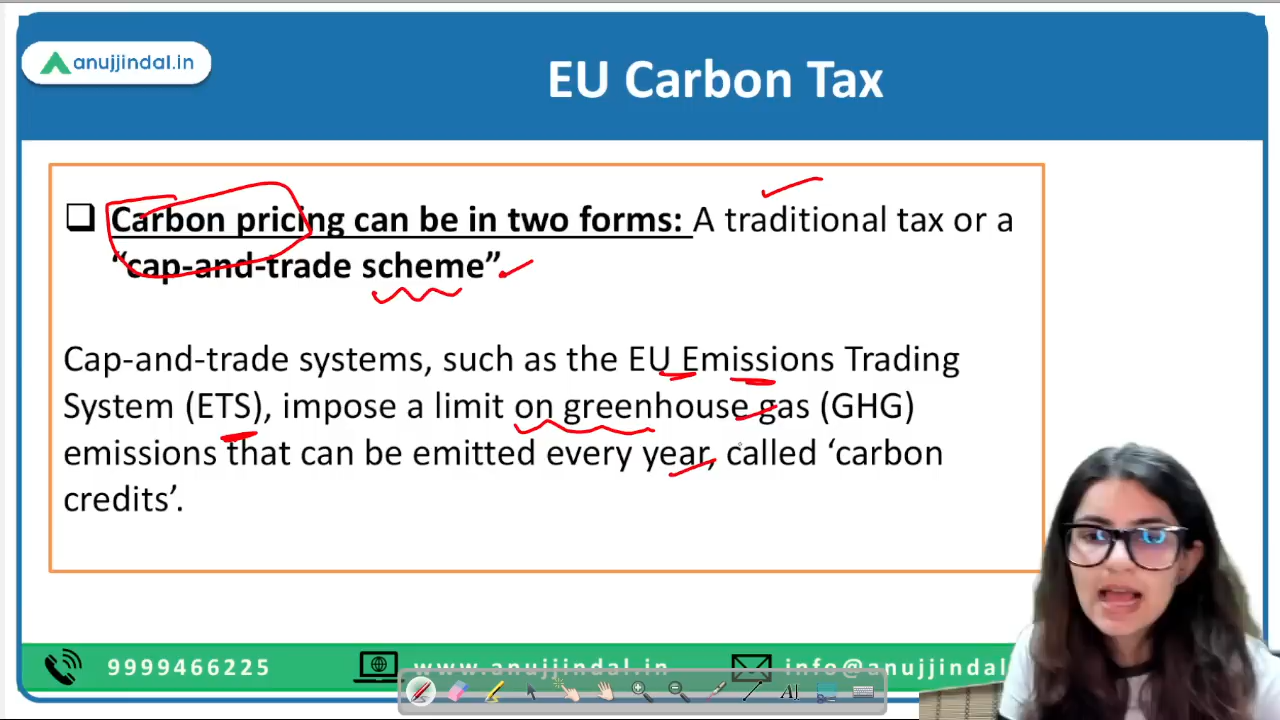 anujjindal.in
EU Carbon Tax
Carbon pricing can be in two forms: A traditional tax or a
“cap-and-trade scheme”
Cap-and-trade systems, such as the EU Emissions Trading
System (ETS), impose a limit on greenhouse gas (GHG)
emissions that can be emitted every year, called ‘carbon
credits’.
9999466225
www.anujjindal.in
info@anujjindal